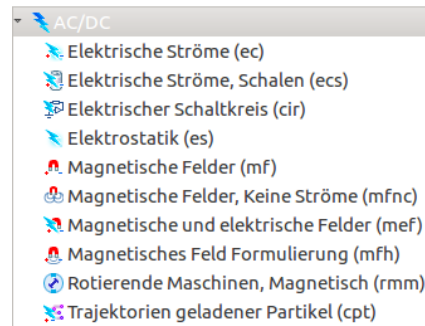 AC/DC
Elektrische Ströme (ec)
Elektrische Ströme, Schalen (ecs)
Elektrischer Schaltkreis (cir)
Elektrostatik (es)
Magnetische Felder (mf)
Magnetische Felder, Keine Ströme (mfnc)
Magnetische und elektrische Felder (mef)
Magnetisches Feld Formulierung (mfh)
Rotierende Maschinen, Magnetisch (rmm)
Trajektorien geladener Partikel (cpt)